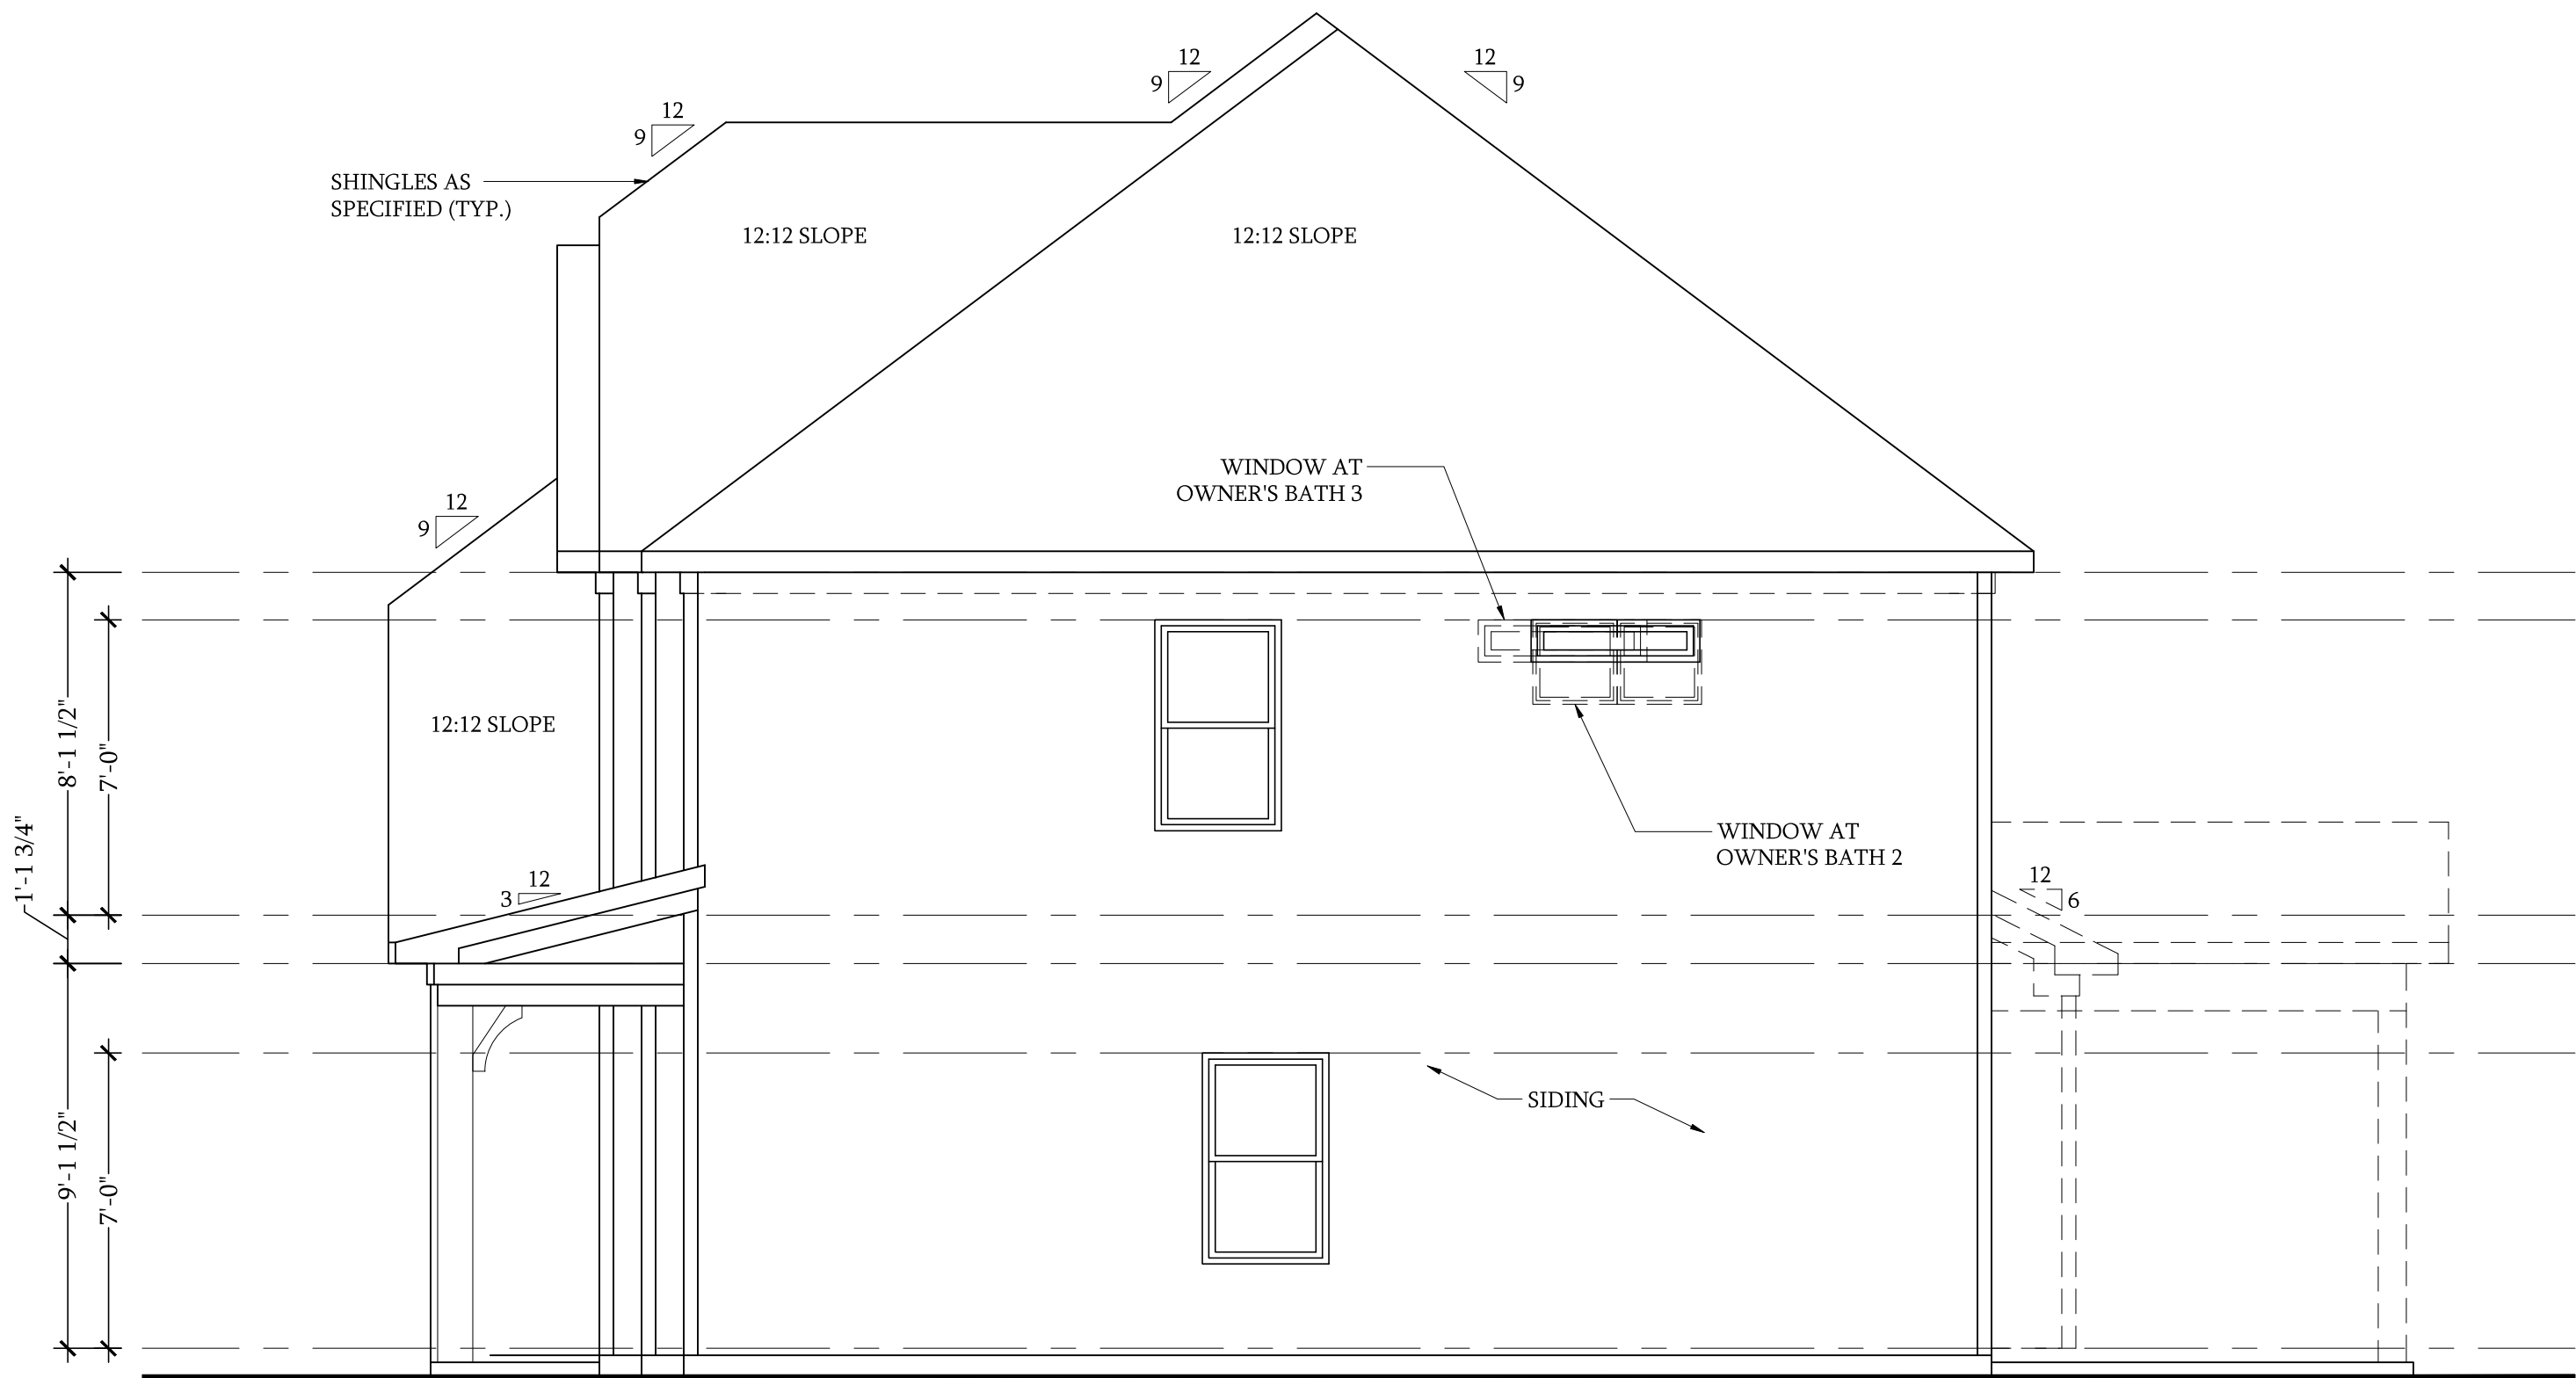 12
9
12
9
12
9
SHINGLES AS
SPECIFIED (TYP.)
12:12 SLOPE
12:12 SLOPE
WINDOW AT
OWNER'S BATH 3
12
9
8'-1 1/2"
7'-0"
12:12 SLOPE
1'-1 3/4"
WINDOW AT
OWNER'S BATH 2
12
3
12
6
9'-1 1/2"
7'-0"
SIDING